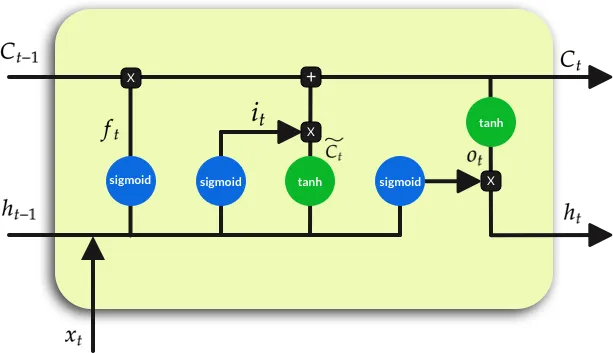 C_{t-1}
X
+
C_t
f_t
i_t
X
\widetilde{C}_t
tanh
o_t
sigmoid
sigmoid
tanh
sigmoid
X
h_{t-1}
h_t
x_t